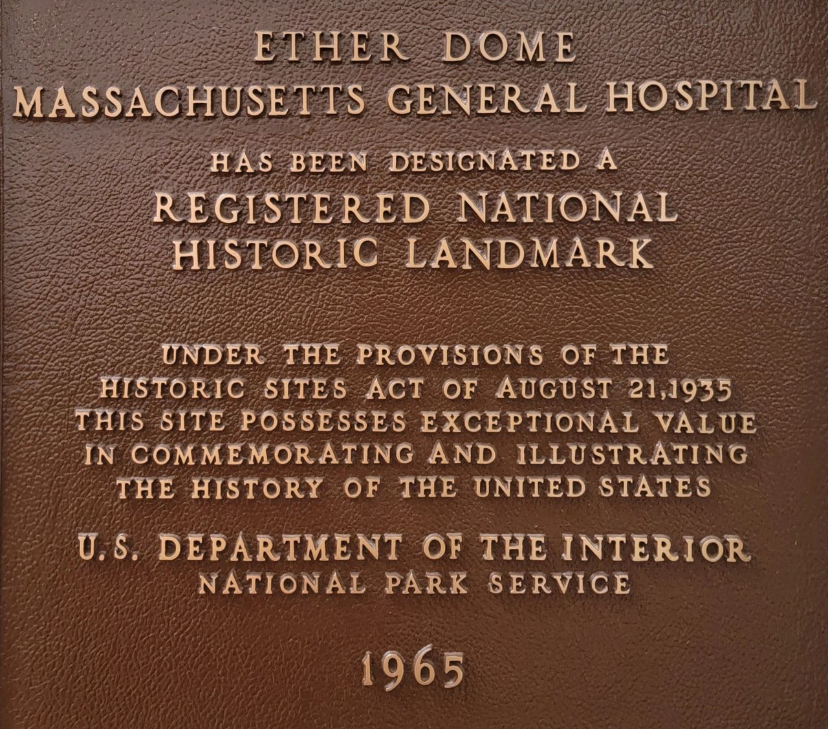 ETHER DOME
MASSACHUSETTS GENERAL HOSPITAL
HAS BEEN DESIGNATED A
REGISTERED NATIONAL
HISTORIC LANDMARK
UNDER THE PROVISIONS OF THE
HISTORIC SITES ACT OF AUGUST 21,1935
THIS SITE POSSESSES EXCEPTIONAL VALUE
IN COMMEMORATING AND ILLUSTRATING
THE HISTORY OF THE UNITED STATES
U.S. DEPARTMENT OF THE INTERIOR
NATIONAL PARK SERVICE
1965